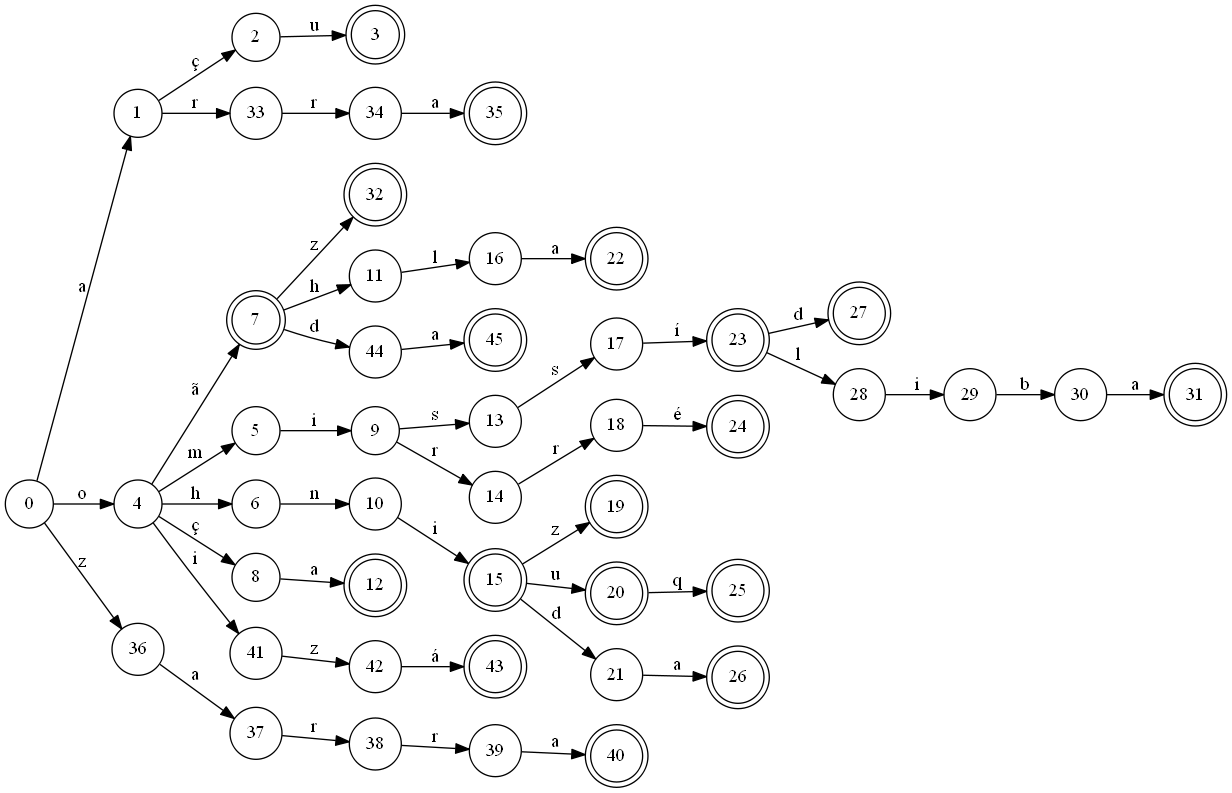 0
a
1
ç
2
u
3
r
33
r
34
a
35
o
4
ã
7
z
32
h
11
l
16
a
22
d
44
a
45
m
5
i
9
s
13
s
17
í
23
d
27
l
28
i
29
b
30
a
31
r
14
r
18
é
24
h
6
n
10
i
15
z
19
u
20
q
25
d
21
a
26
ç
8
a
12
i
41
z
42
á
43
z
36
a
37
r
38
r
39
a
40